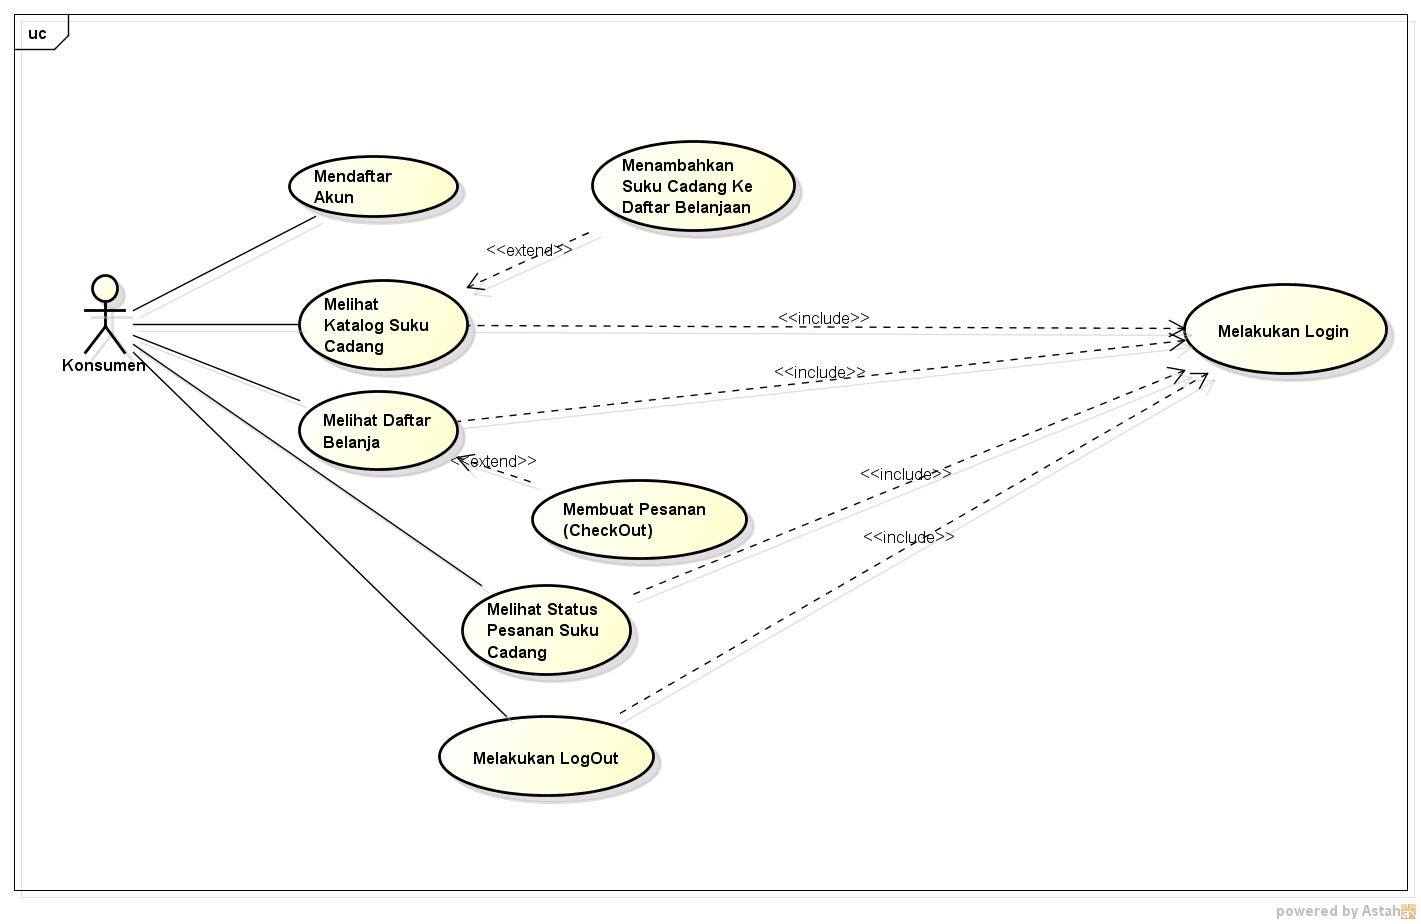 uc
Mendaftar
Akun
Menambahkan
Suku Cadang Ke
Daftar Belanjaan
<<extend>>
Melihat
Katalog Suku
Cadang
<<include>>
Melakukan Login
Konsumen
<<include>>
Melihat Daftar
Belanja
<<extend>>
<<include>>
Membuat Pesanan
(CheckOut)
<<include>>
Melihat Status
Pesanan Suku
Cadang
Melakukan LogOut
powered by Astah